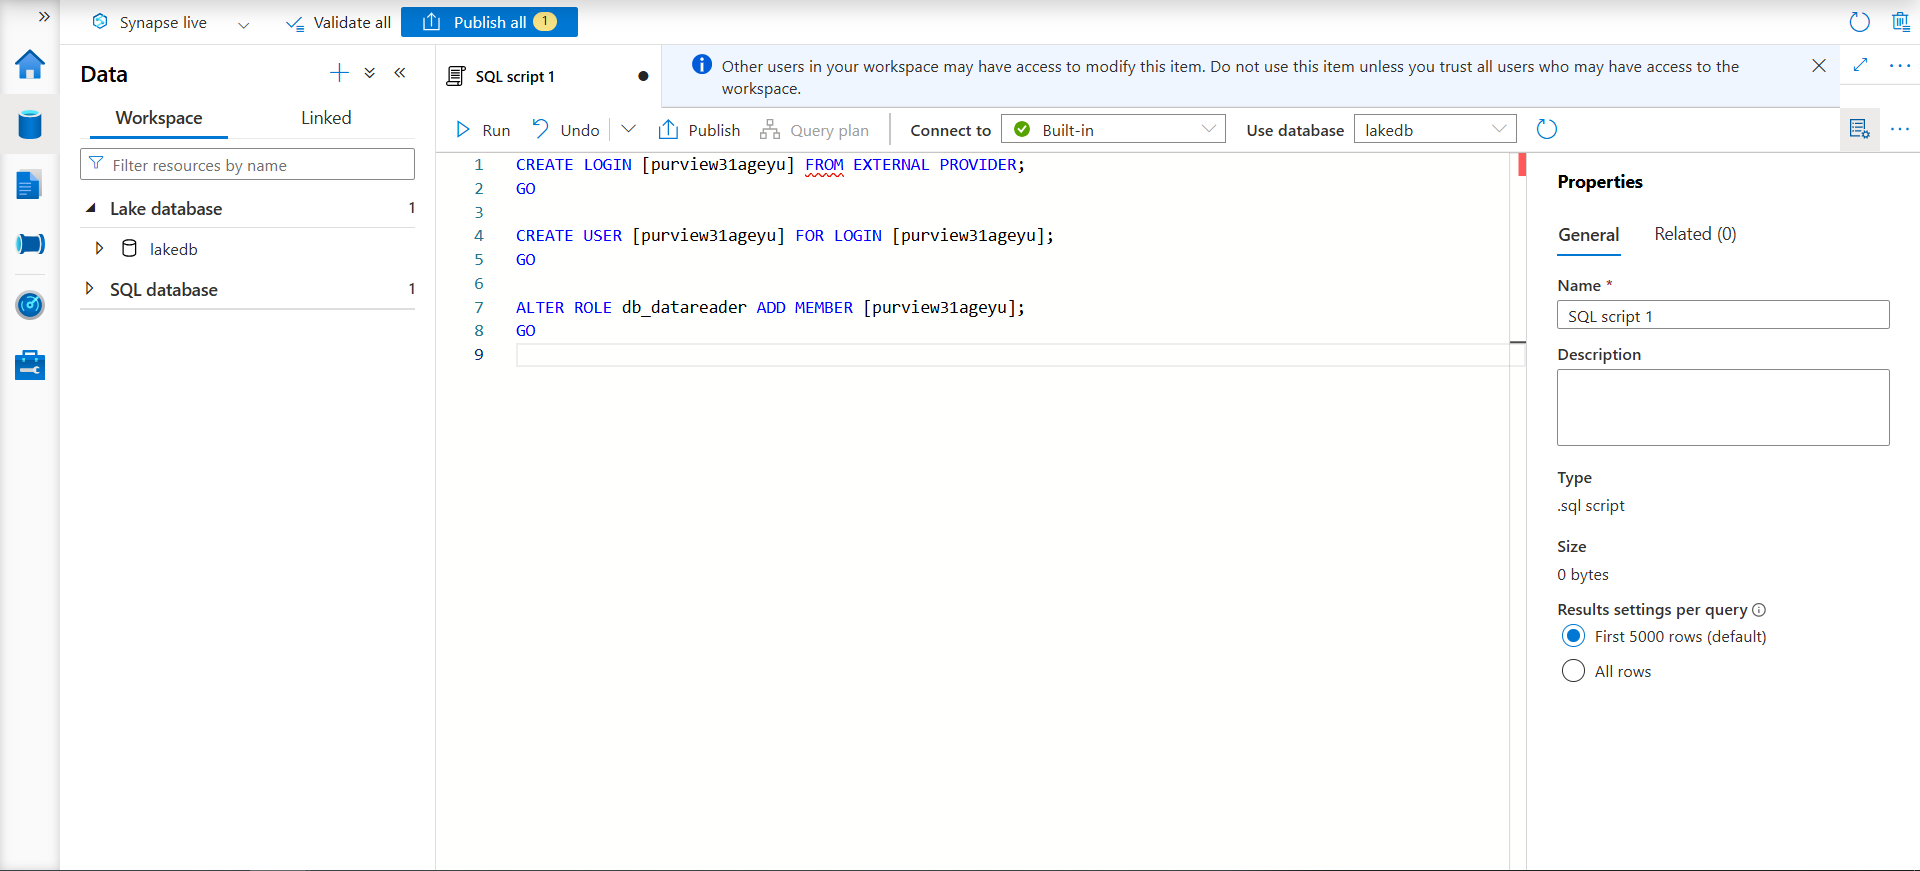 Synapse live
Validate all
Publish all 1
Data
Workspace
Linked
Filter resources by name
Lake database 1
lakedb
SQL database 1
SQL script 1
Other users in your workspace may have access to modify this item. Do not use this item unless you trust all users who may have access to the
workspace.
Run
Undo
Publish
Query plan
Connect to
Built-in
Use database
lakedb
1 CREATE LOGIN [purview31ageyu] FROM EXTERNAL PROVIDER;
2 GO
3
4 CREATE USER [purview31ageyu] FOR LOGIN [purview31ageyu];
5 GO
6
7 ALTER ROLE db_datareader ADD MEMBER [purview31ageyu];
8 GO
9
Properties
General
Related (0)
Name *
SQL script 1
Description
Type
.sql script
Size
0 bytes
Results settings per query
First 5000 rows (default)
All rows